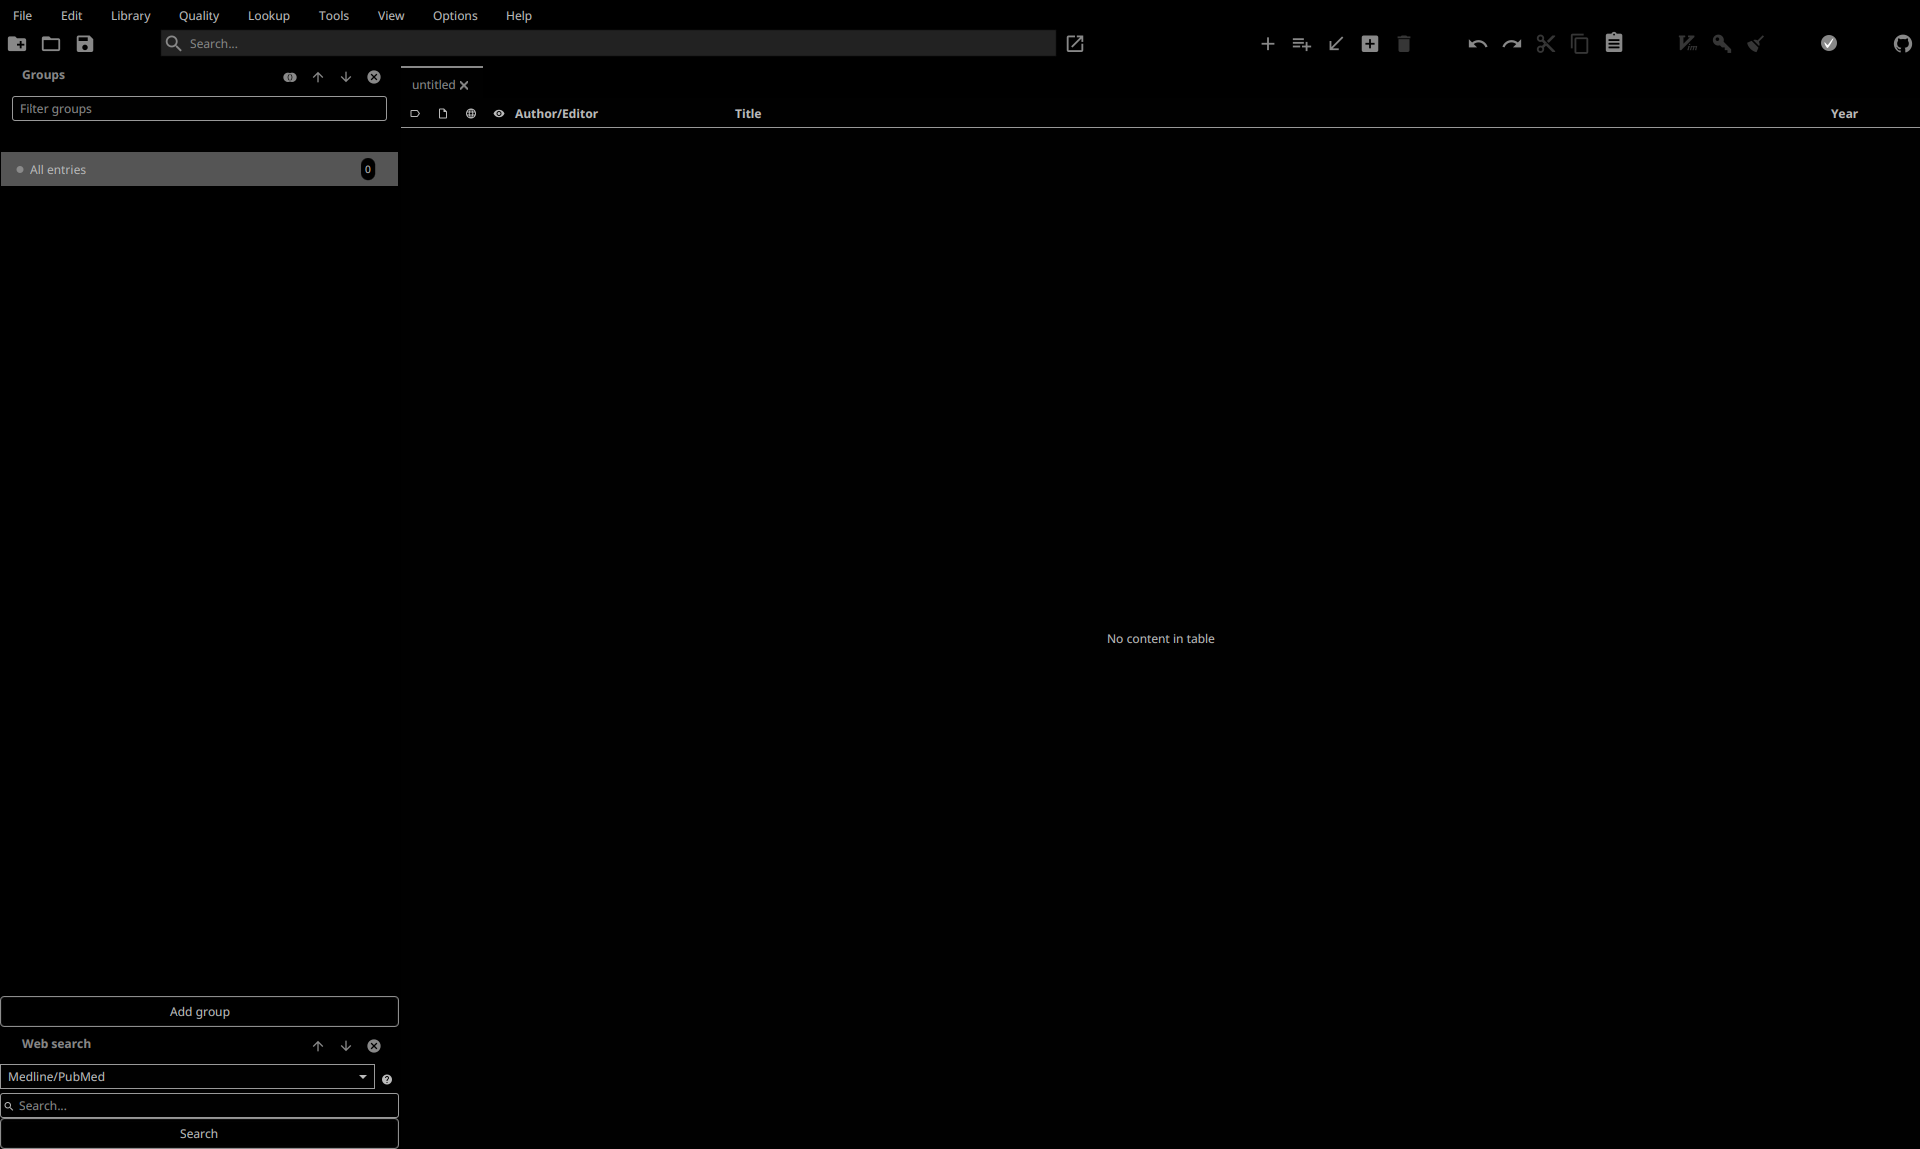 File Edit Library Quality Lookup Tools View Options Help
Search...
Groups
Filter groups
All entries 0
untitled
Author/Editor Title Year
No content in table
Add group
Web search
Medline/PubMed
Search...
Search